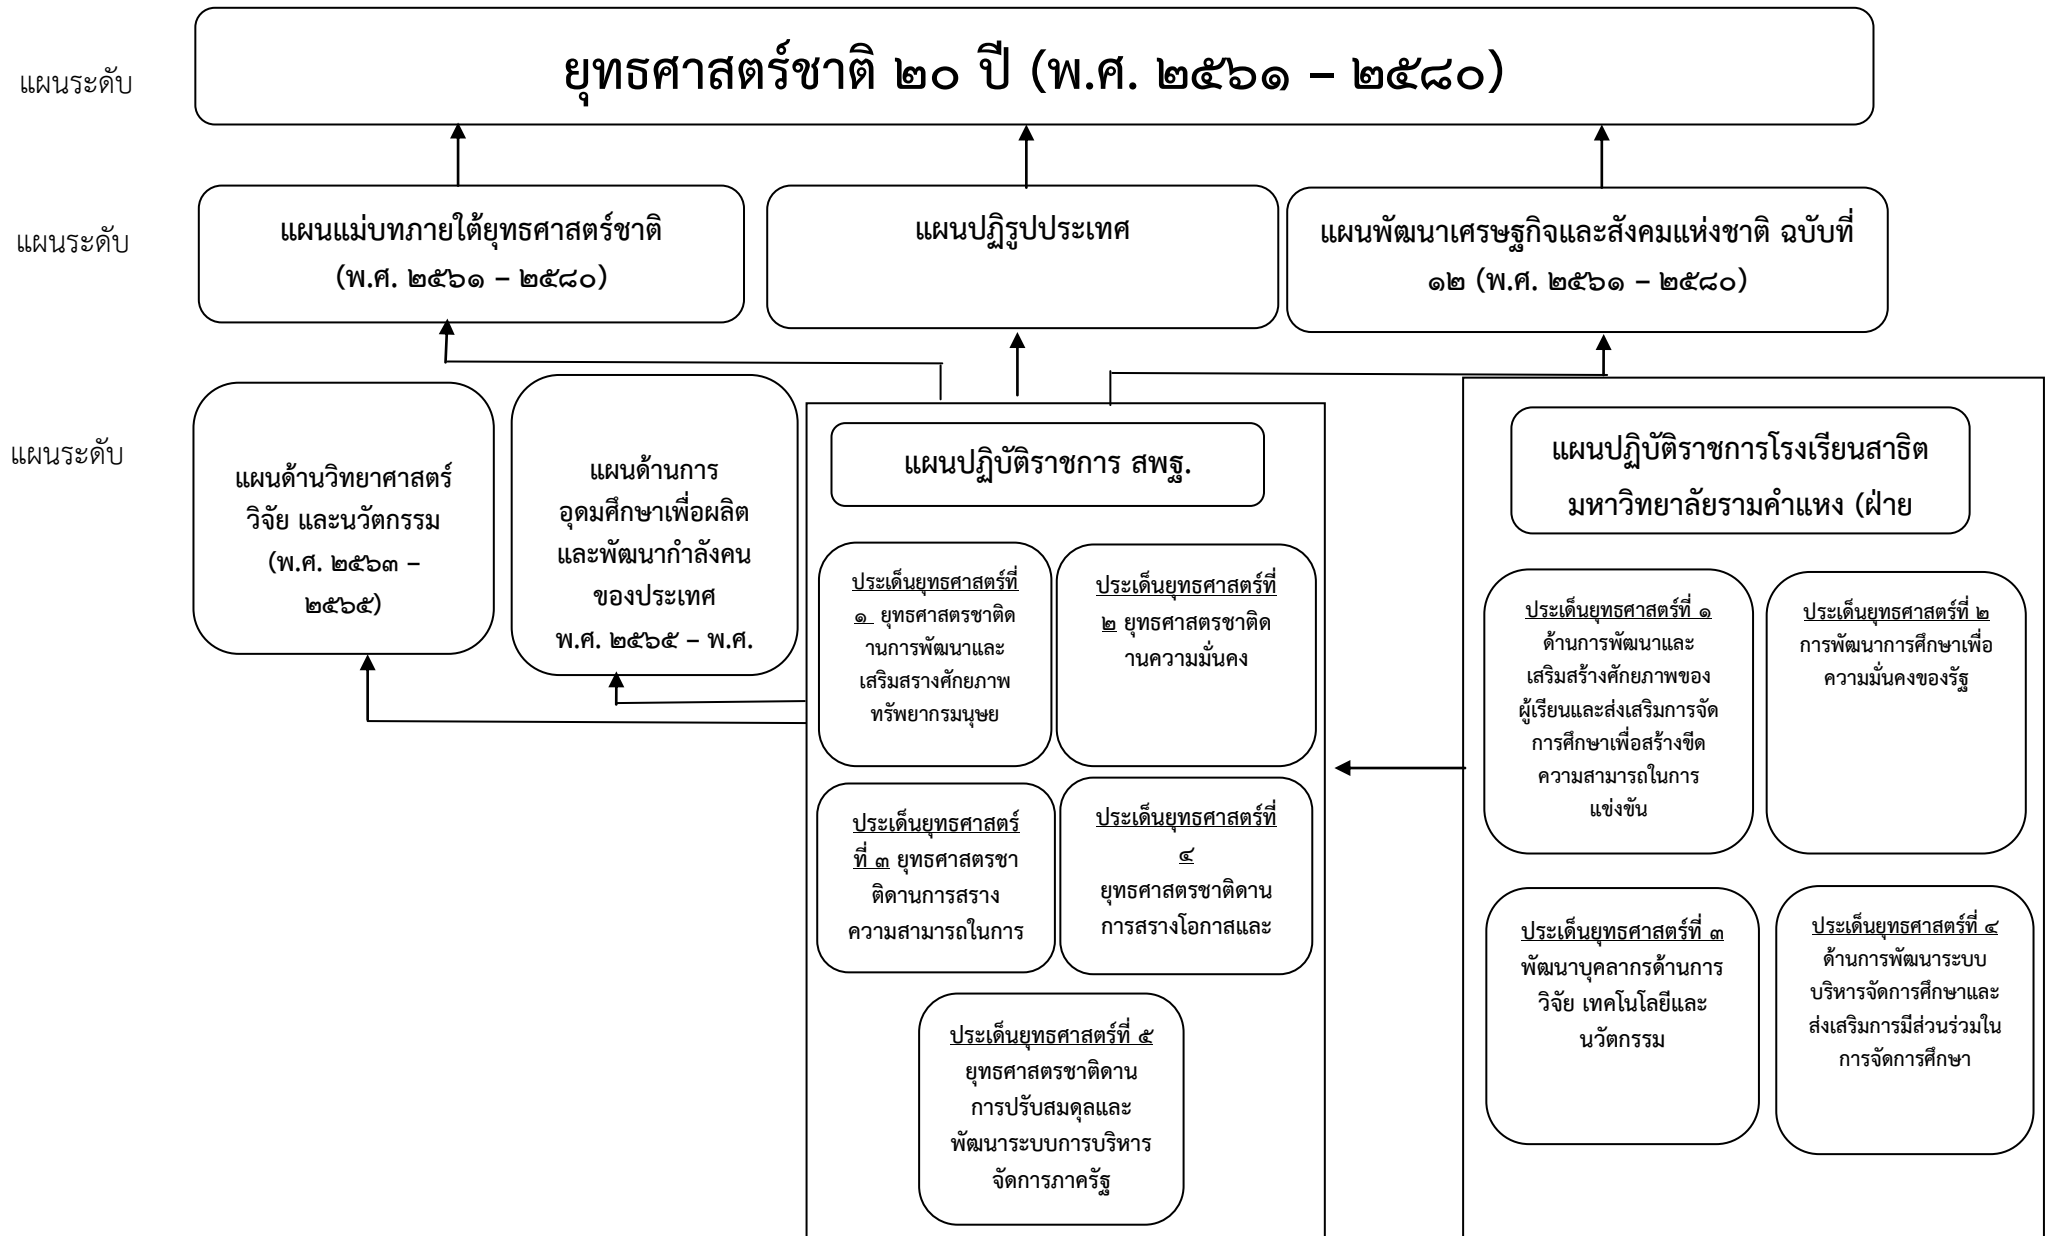 แผนระดับ
ยุทธศาสตร์ชาติ ๒๐ ปี (พ.ศ. ๒๕๖๑ – ๒๕๘๐)
แผนระดับ
แผนแม่บทภายใต้ยุทธศาสตร์ชาติ
(พ.ศ. ๒๕๖๑ – ๒๕๘๐)
แผนปฏิรูปประเทศ
แผนพัฒนาเศรษฐกิจและสังคมแห่งชาติ ฉบับที่
๑๒ (พ.ศ. ๒๕๖๑ – ๒๕๘๐)
แผนระดับ
แผนด้านวิทยาศาสตร์
วิจัย และนวัตกรรม
(พ.ศ. ๒๕๖๓ –
๒๕๖๕)
แผนด้านการ
อุดมศึกษาเพื่อผลิต
และพัฒนากำลังคน
ของประเทศ
พ.ศ. ๒๕๖๕ – พ.ศ.
แผนปฏิบัติราชการ สพฐ.
ประเด็นยุทธศาสตร์ที่
๑ ยุทธศาสตรชาติด
านการพัฒนาและ
เสริมสรางศักยภาพ
ทรัพยากรมนุษย
ประเด็นยุทธศาสตร์ที่
๒ ยุทธศาสตรชาติด
านความมั่นคง
ประเด็นยุทธศาสตร์
ที่ ๓ ยุทธศาสตรชา
ติดานการสราง
ความสามารถในการ
ประเด็นยุทธศาสตร์ที่
๔
ยุทธศาสตรชาติดาน
การสรางโอกาสและ
ประเด็นยุทธศาสตร์ที่ ๕
ยุทธศาสตรชาติดาน
การปรับสมดุลและ
พัฒนาระบบการบริหาร
จัดการภาครัฐ
แผนปฏิบัติราชการโรงเรียนสาธิต
มหาวิทยาลัยรามคำแหง (ฝ่าย
ประเด็นยุทธศาสตร์ที่ ๑
ด้านการพัฒนาและ
เสริมสร้างศักยภาพของ
ผู้เรียนและส่งเสริมการจัด
การศึกษาเพื่อสร้างขีด
ความสามารถในการ
แข่งขัน
ประเด็นยุทธศาสตร์ที่ ๒
การพัฒนาการศึกษาเพื่อ
ความมั่นคงของรัฐ
ประเด็นยุทธศาสตร์ที่ ๓
พัฒนาบุคลากรด้านการ
วิจัย เทคโนโลยีและ
นวัตกรรม
ประเด็นยุทธศาสตร์ที่ ๔
ด้านการพัฒนาระบบ
บริหารจัดการศึกษาและ
ส่งเสริมการมีส่วนร่วมใน
การจัดการศึกษา